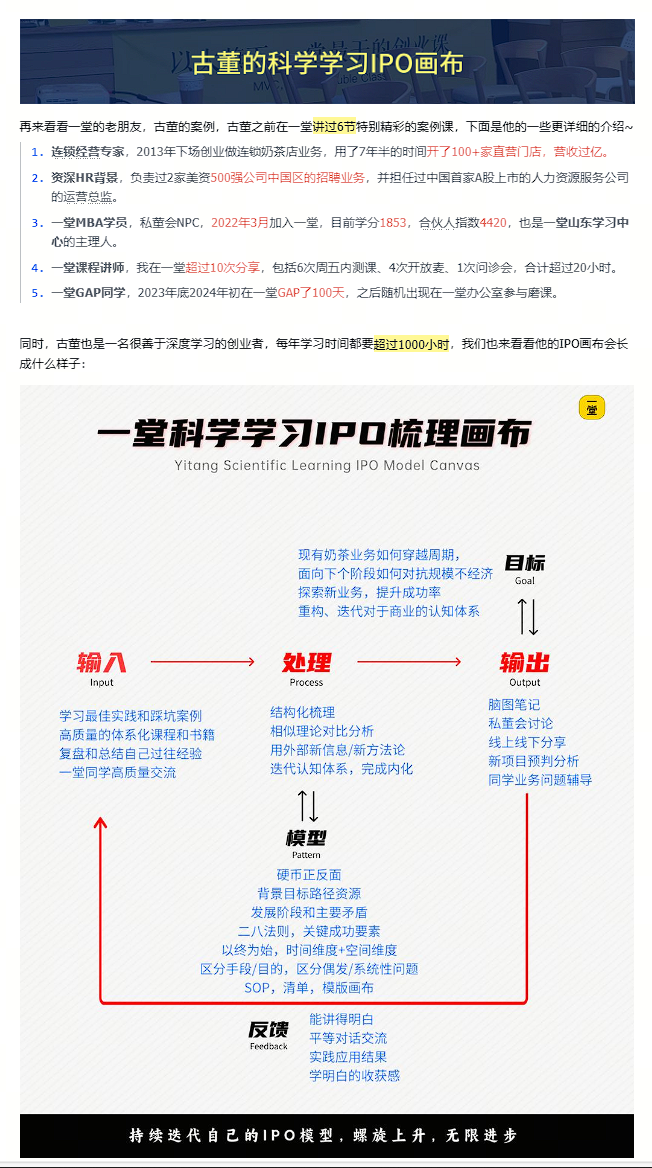 古董的科学学习IPO画布
再来看看一堂的老朋友，古董的案例，古董之前在一堂讲过6节特别精彩的案例课，下面是他的一些更详细的介绍~
1. 连锁经营专家，2013年下场创业做连锁奶茶店业务，用了7年半的时间开了100+家直营门店，营收过亿。
2. 资深HR背景，负责过2家美资500强公司中国区的招聘业务，并担任过中国首家A股上市的人力资源服务公司
的运营总监。
3. 一堂MBA学员，私董会NPC，2022年3月加入一堂，目前学分1853，合伙人指数4420，也是一堂山东学习中
心的主理人。
4. 一堂课程讲师，我在一堂超过10次分享，包括6次周五内测课、4次开放麦、1次问诊会，合计超过20小时。
5. 一堂GAP同学，2023年底2024年初在一堂GAP了100天，之后随机出现在一堂办公室参与磨课。
同时，古董也是一名很善于深度学习的创业者，每年学习时间都要超过1000小时，我们也来看看他的IPO画布会长
成什么样子：
一堂
一堂科学学习IPO梳理画布
Yitang Scientific Learning IPO Model Canvas
现有奶茶业务如何穿越周期，
面向下个阶段如何对抗规模不经济
探索新业务，提升成功率
重构、迭代对于商业的认知体系
目标
Goal
输入
Input
处理
Process
输出
Output
学习最佳实践和踩坑案例
高质量的体系化课程和书籍
复盘和总结自己过往经验
一堂同学高质量交流
结构化梳理
相似理论对比分析
用外部新信息/新方法论
迭代认知体系，完成内化
脑图笔记
私董会讨论
线上线下分享
新项目预判分析
同学业务问题辅导
模型
Pattern
硬币正反面
背景目标路径资源
发展阶段和主要矛盾
二八法则，关键成功要素
以终为始，时间维度+空间维度
区分手段/目的，区分偶发/系统性问题
SOP，清单，模版画布
反馈
Feedback
能讲得明白
平等对话交流
实践应用结果
学明白的收获感
持续迭代自己的IPO模型，螺旋上升，无限进步